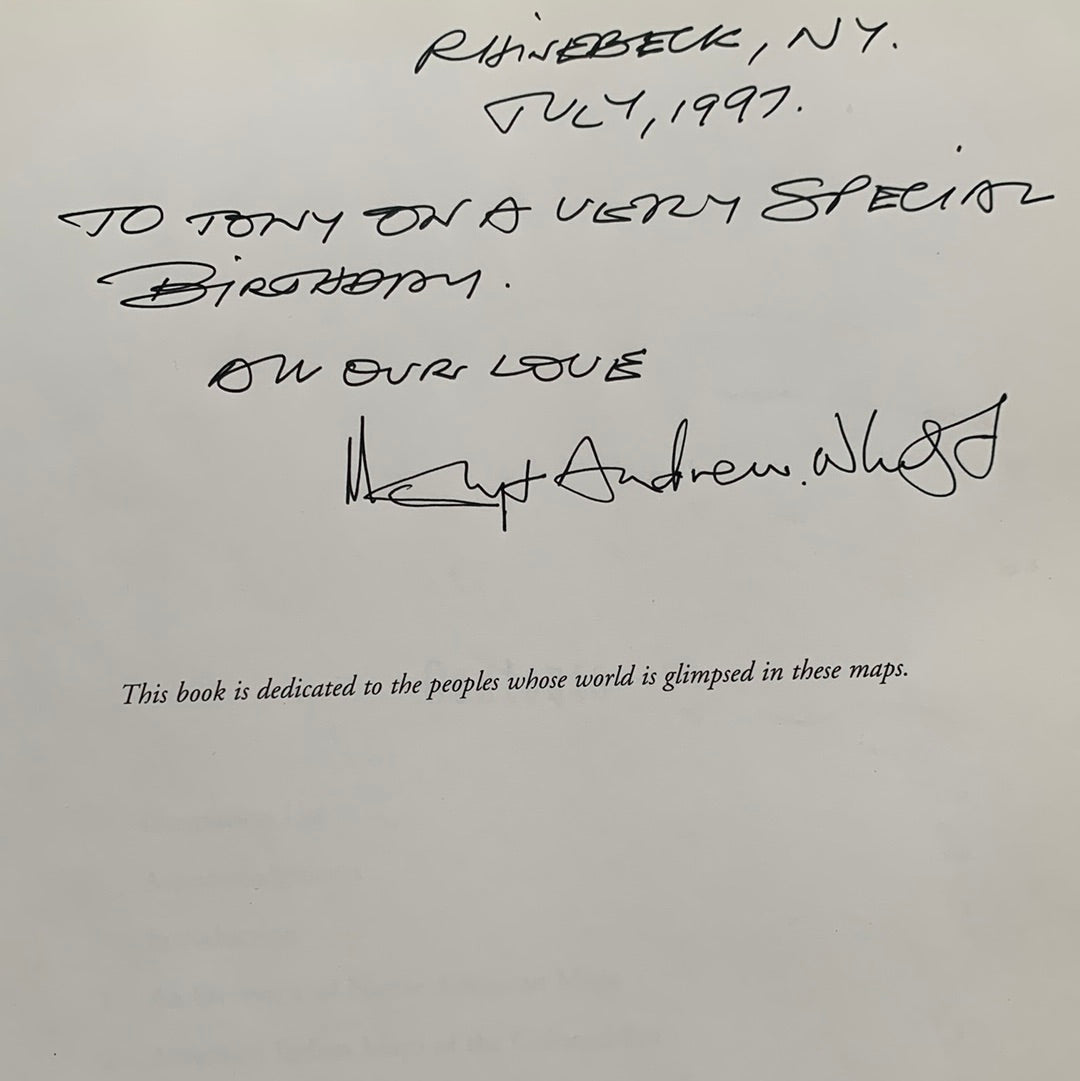 RHINEBECK, NY.
JULY, 1997.
TO TONY ON A VERY SPECIAL
BIRTHDAY.
All OUR LOVE
+ Andrew.
This book is dedicated to the peoples whose world is glimpsed in these maps.